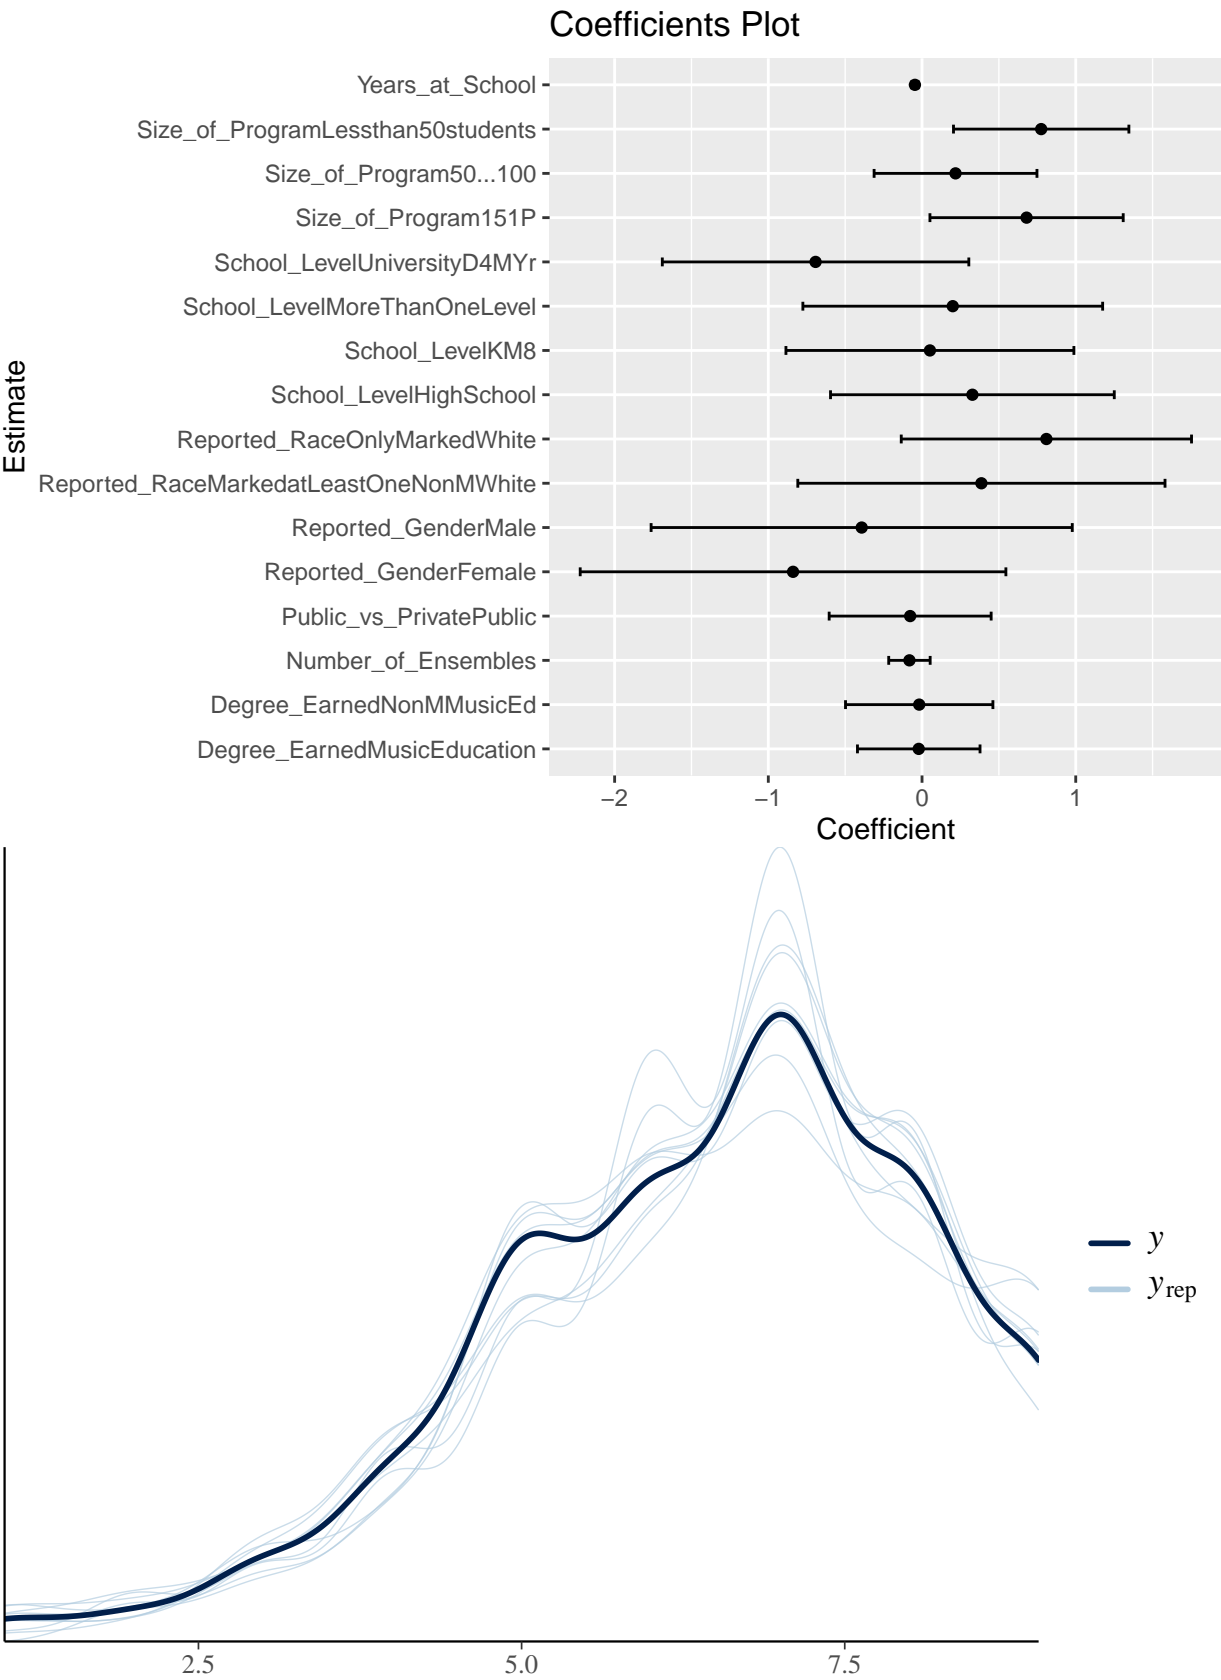 Coefficients Plot
Years_at_School
Size_of_ProgramLessthan50students
Size_of_Program50...100
Size_of_Program151P
School_LevelUniversityD4MYr
School_LevelMoreThanOneLevel
School_LevelKM8
School_LevelHighSchool
Reported_RaceOnlyMarkedWhite
Reported_RaceMarkedatLeastOneNonMWhite
Reported_GenderMale
Reported_GenderFemale
Public_vs_PrivatePublic
Number_of_Ensembles
Degree_EarnedNonMMusicEd
Degree_EarnedMusicEducation
Estimate
−2 −1 0 1
Coefficient
y
y rep
2.5 5.0 7.5